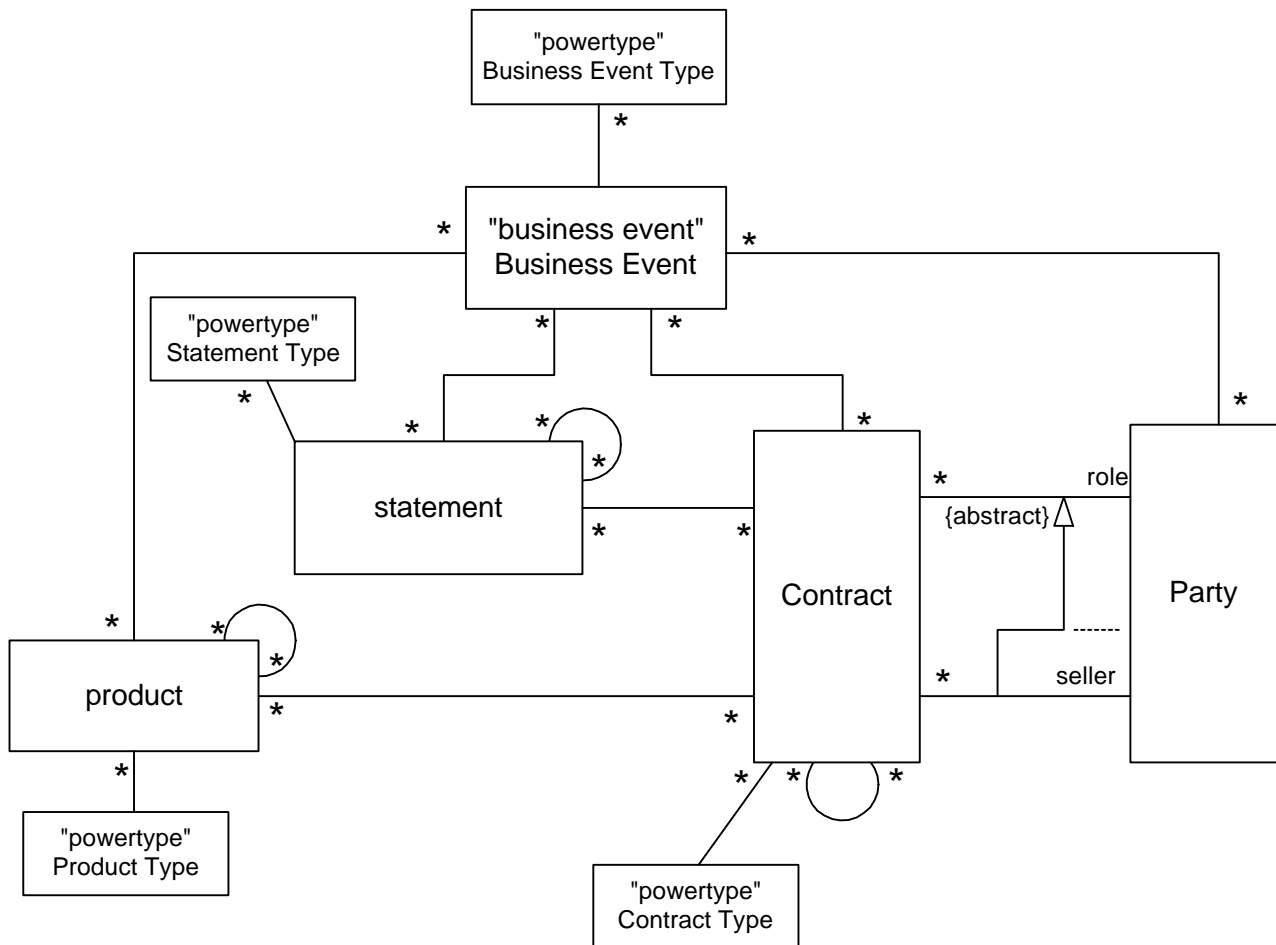 "powertype"
Business Event Type
*
* "business event" *
Business Event
"powertype"
Statement Type
* *
*
* * * *
*
statement
* role
{abstract}
* *
Contract
Party
* *
*
product
* seller
* *
* * * *
"powertype"
Product Type
"powertype"
Contract Type